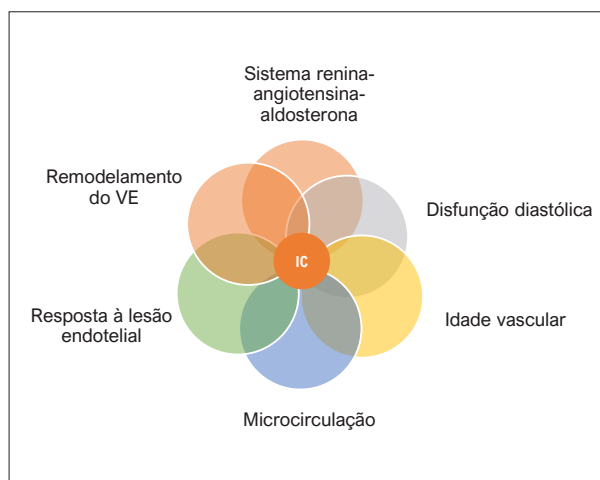 Sistema renina-
angiotensina-
aldosterona
Remodelamento
do VE
Disfunção diastólica
IC
Resposta à lesão
endotelial
Idade vascular
Microcirculação